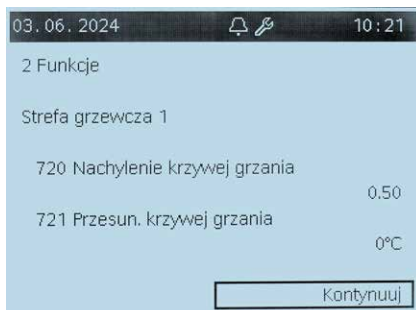 03.06.2024 10:21
2 Funkcje
Strefa grzewcza 1
720 Nachylenie krzywej grzania
0.50
721 Przesun. krzywej grzania
0°C
Kontynuuj